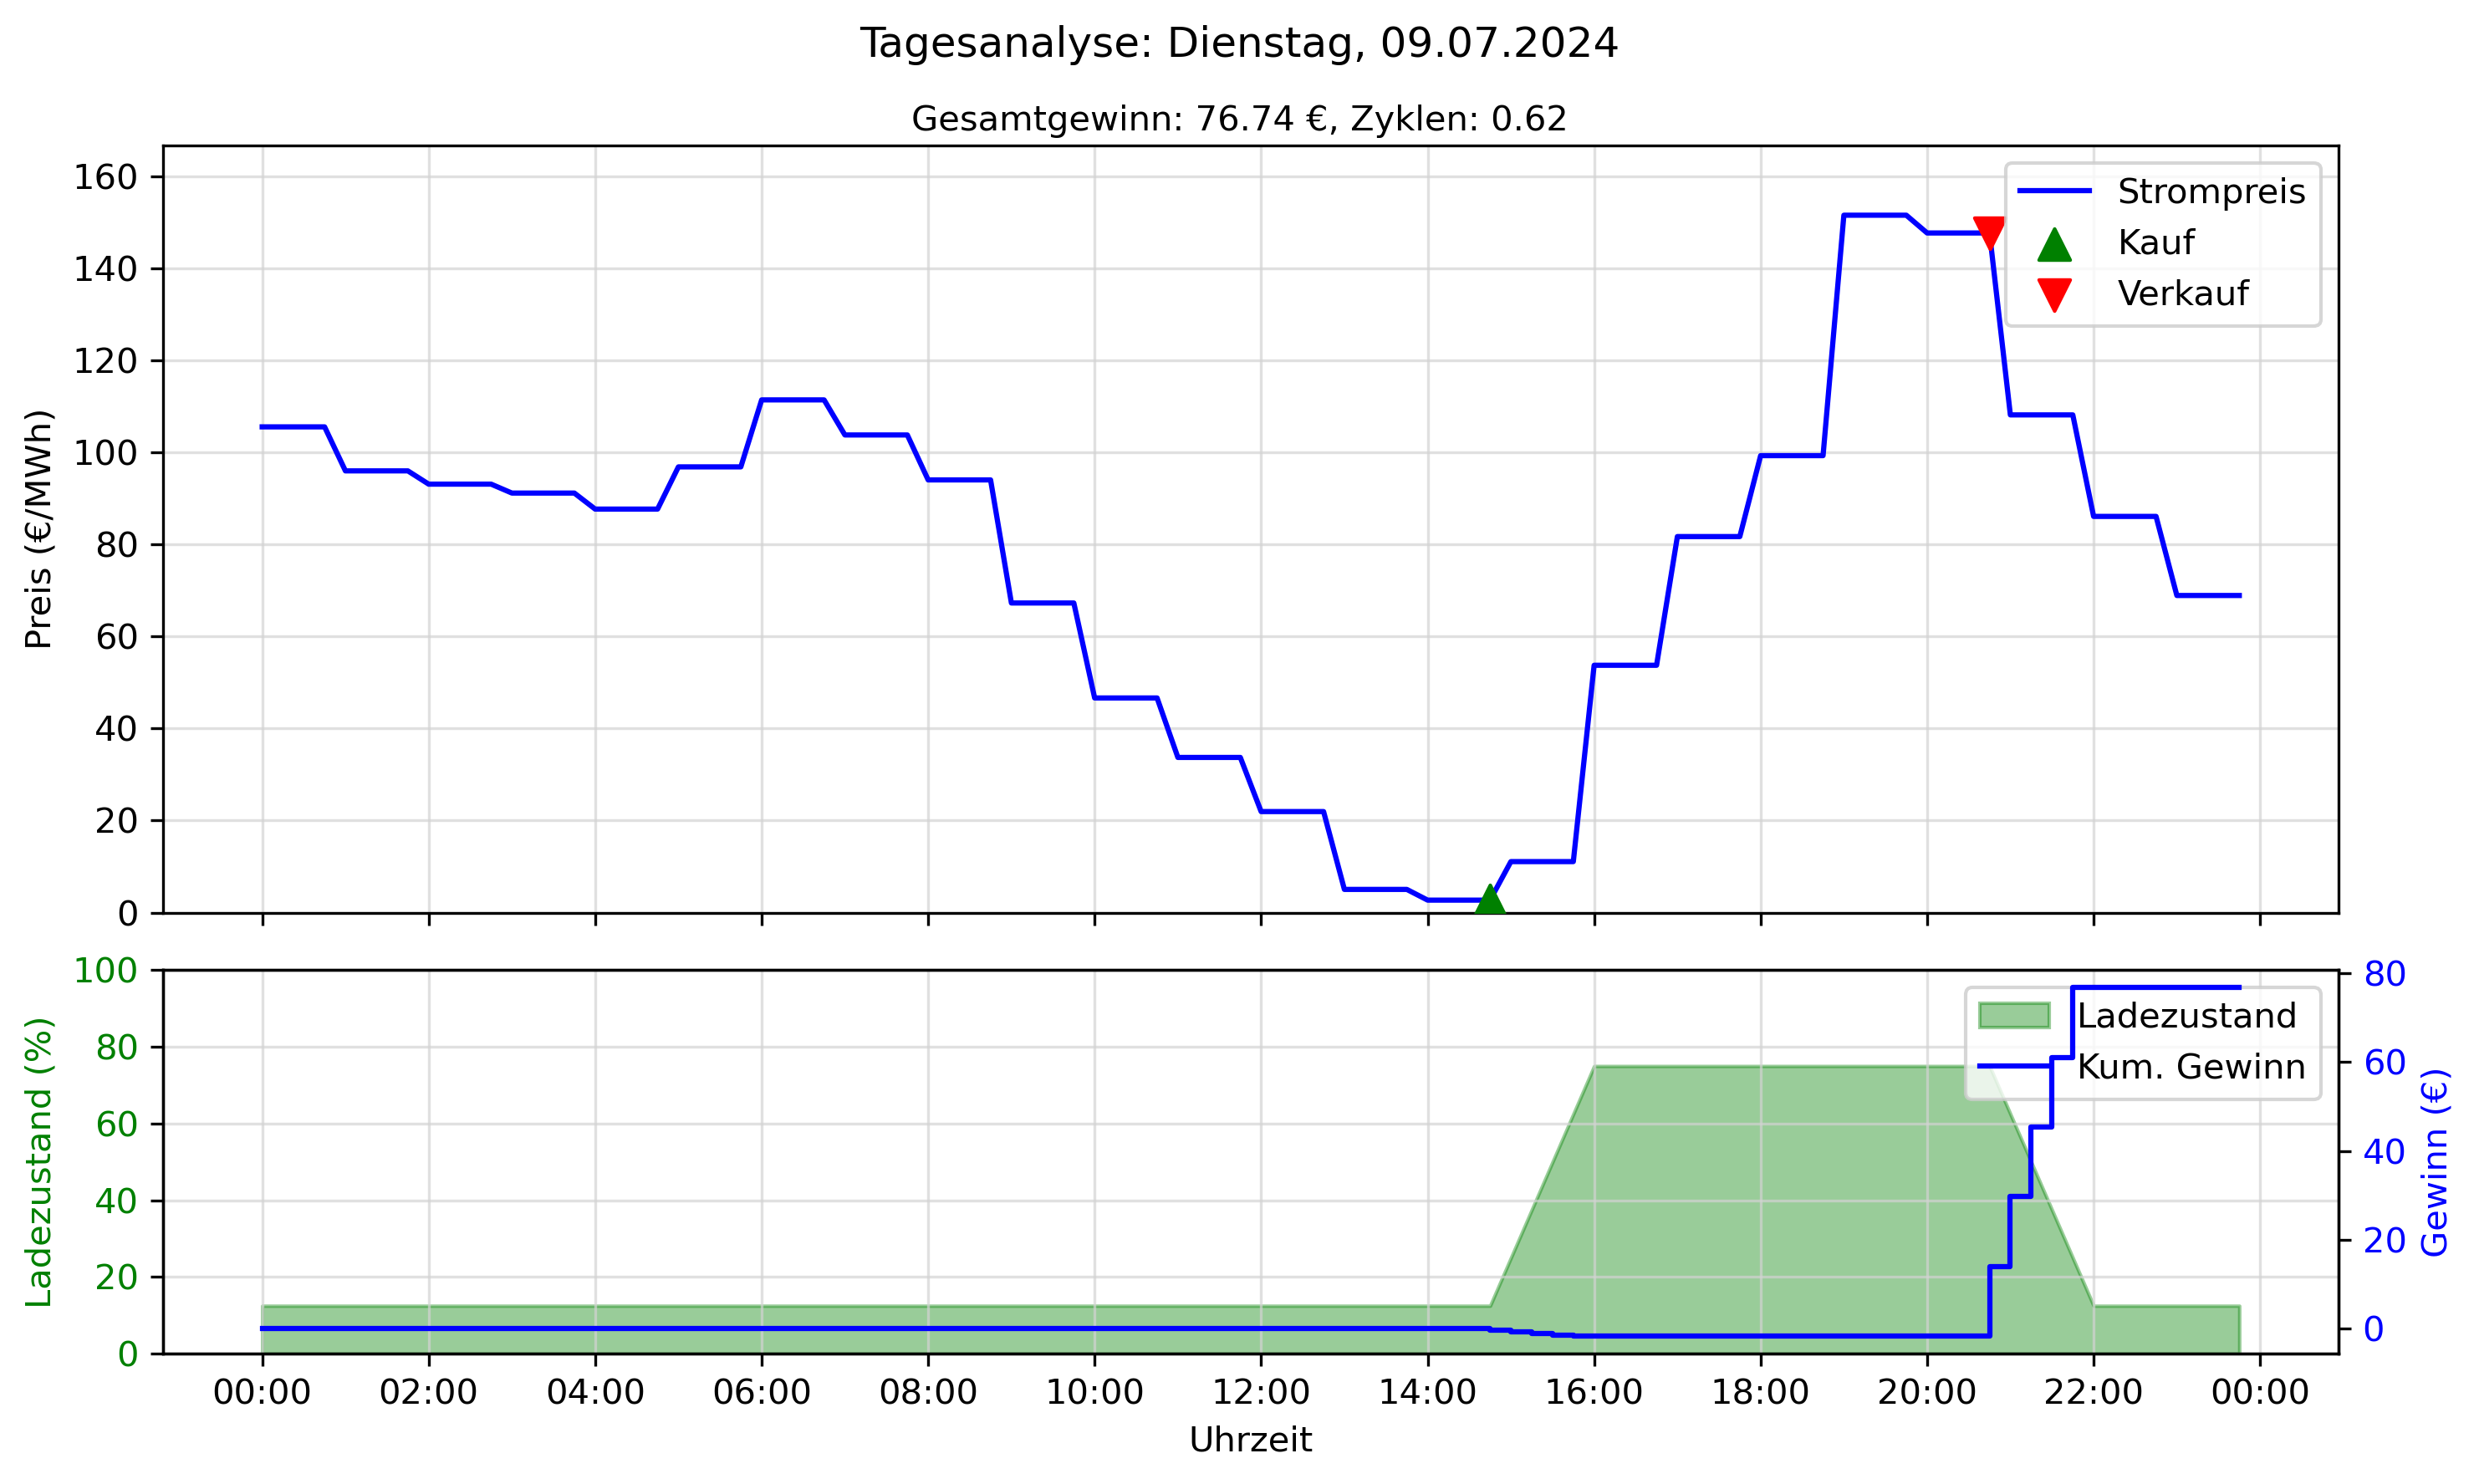 Tagesanalyse: Dienstag, 09.07.2024
Gesamtgewinn: 76.74 €, Zyklen: 0.62
Preis (€/MWh)
160
140
120
100
80
60
40
20
0
Strompreis
Kauf
Verkauf
Ladezustand (%)
100
80
60
40
20
0
Ladezustand
Kum. Gewinn
80
60
40
20
0
Gewinn (€)
00:00 02:00 04:00 06:00 08:00 10:00 12:00 14:00 16:00 18:00 20:00 22:00 00:00
Uhrzeit